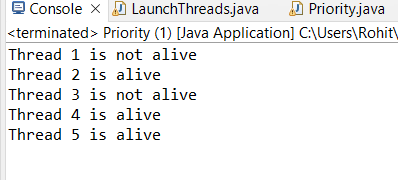 Console LaunchThreads.java Priority.java
<terminated> Priority (1) [Java Application] C:\Users\Rohit\
Thread 1 is not alive
Thread 2 is alive
Thread 3 is not alive
Thread 4 is alive
Thread 5 is alive